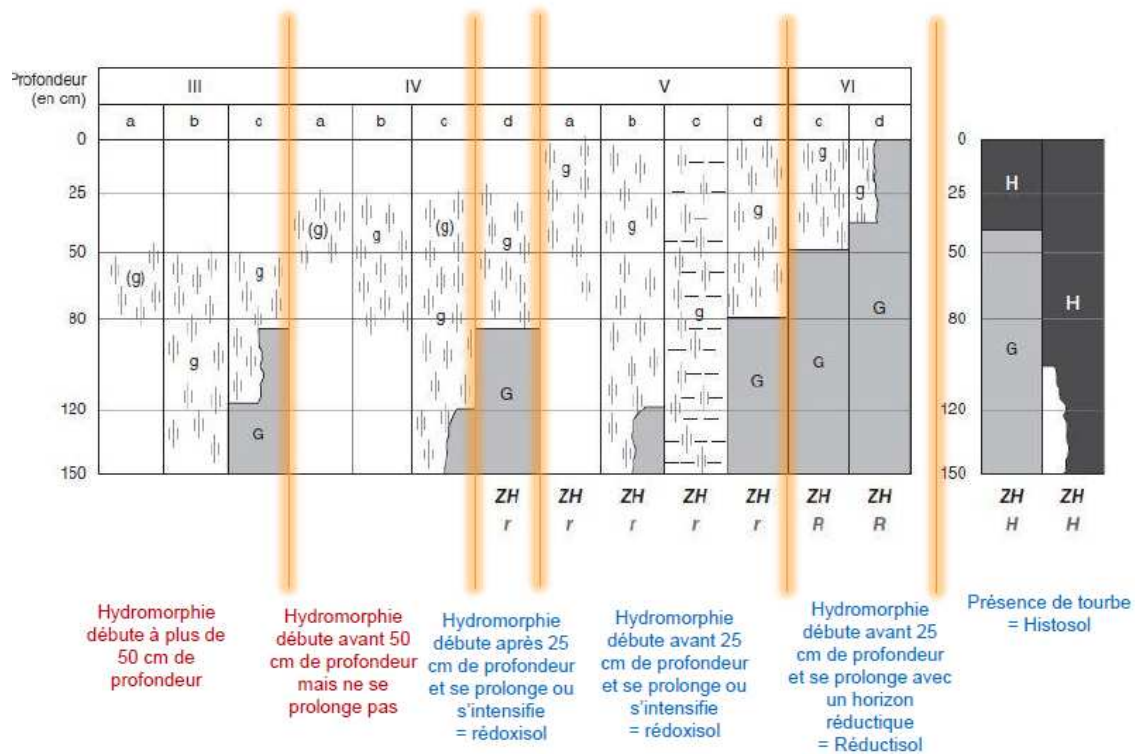 Profondeur
(en cm)
III IV V VI
a b c a b c d a b c d c d
0 0
g g g
H
25 25
g
(g) g (g) g g g
50 50
(g) g
H
80 80
g g g G G
g G G G
120 120
G
150 150
ZH ZH ZH ZH ZH ZH ZH ZH ZH
r r r r r R R H H
Hydromorphie
débute à plus de
50 cm de
profondeur
Hydromorphie
débute avant 50
cm de profondeur
mais ne se
prolonge pas
Hydromorphie
débute après 25
cm de profondeur
et se prolonge ou
s'intensifie
= rédoxisol
Hydromorphie
débute avant 25
cm de profondeur
et se prolonge ou
s'intensifie
= rédoxisol
Hydromorphie
débute avant 25
cm de profondeur
et se prolonge avec
un horizon
réductique
= Réductisol
Présence de tourbe
= Histosol